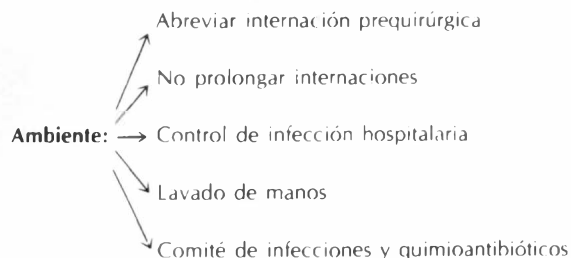 Abreviar internación prequirúrgica
No prolongar internaciones
Ambiente: → Control de infección hospitalaria
Lavado de manos
Comité de infecciones y quimioantibióticos